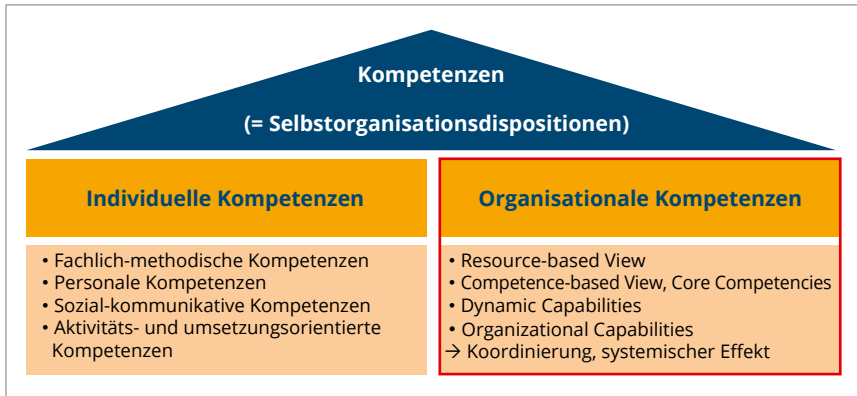 Kompetenzen
(= Selbstorganisationsdispositionen)
Individuelle Kompetenzen
• Fachlich-methodische Kompetenzen
• Personale Kompetenzen
• Sozial-kommunikative Kompetenzen
• Aktivitäts- und umsetzungsorientierte
Kompetenzen
Organisationale Kompetenzen
• Resource-based View
• Competence-based View, Core Competencies
• Dynamic Capabilities
• Organizational Capabilities
→ Koordinierung, systemischer Effekt